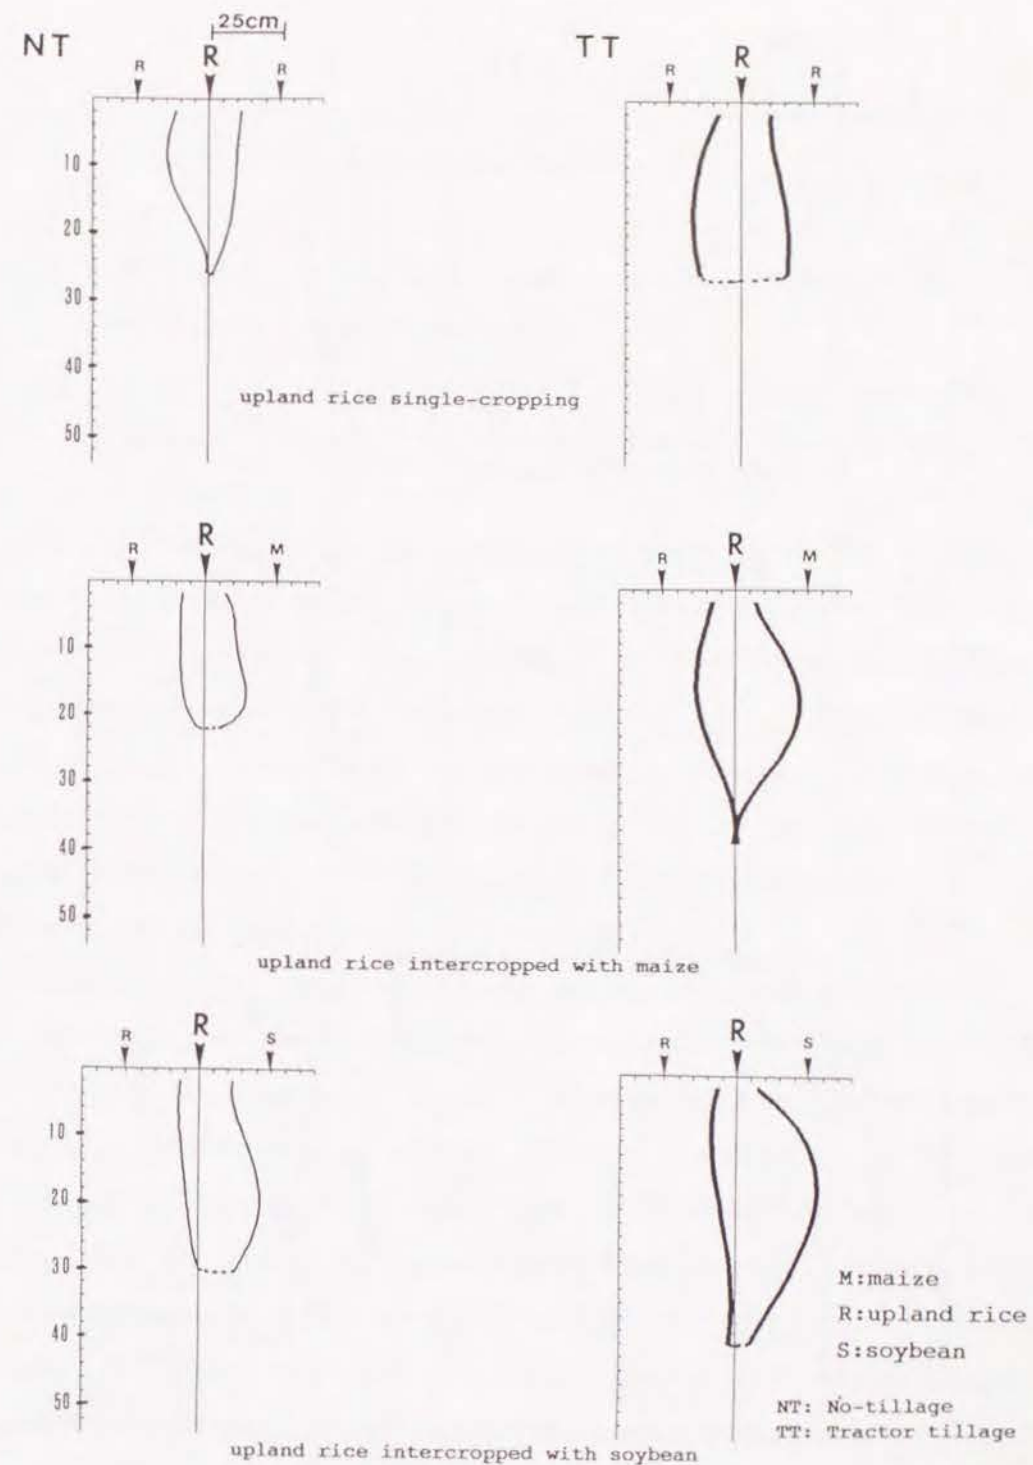 25cm
NT
TT
R
R
R
R
R
R
10
20
30
40
50
upland rice single-cropping
R
R
M
R
R
M
10
20
30
40
50
upland rice intercropped with maize
R
R
S
R
R
S
10
20
30
40
50
M:maize
R:upland rice
S:soybean
NT: No-tillage
TT: Tractor tillage
upland rice intercropped with soybean